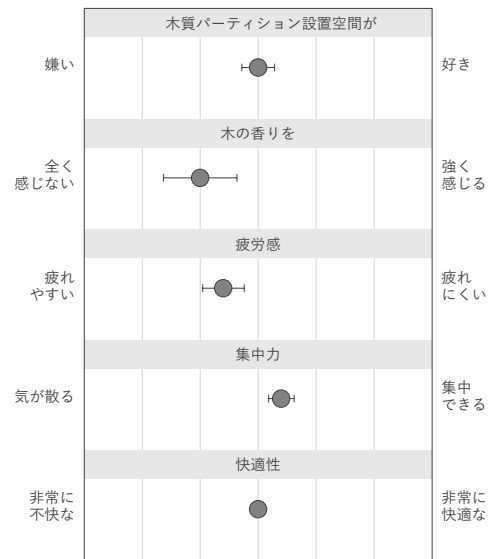 木質パーティション設置空間が
嫌い
好き
木の香りを
全く
感じない
強く
感じる
疲労感
疲れ
やすい
疲れ
にくい
集中力
気が散る
集中
できる
快適性
非常に
不快な
非常に
快適な